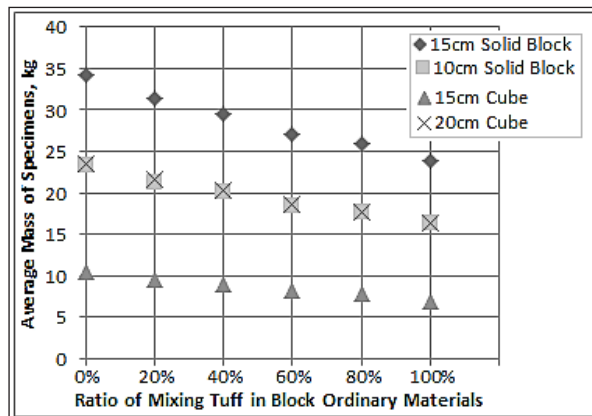 40
35
30
25
20
15
10
5
0
Average Mass of Specimens, kg
15cm Solid Block
10cm Solid Block
15cm Cube
20cm Cube
0% 20% 40% 60% 80% 100%
Ratio of Mixing Tuff in Block Ordinary Materials